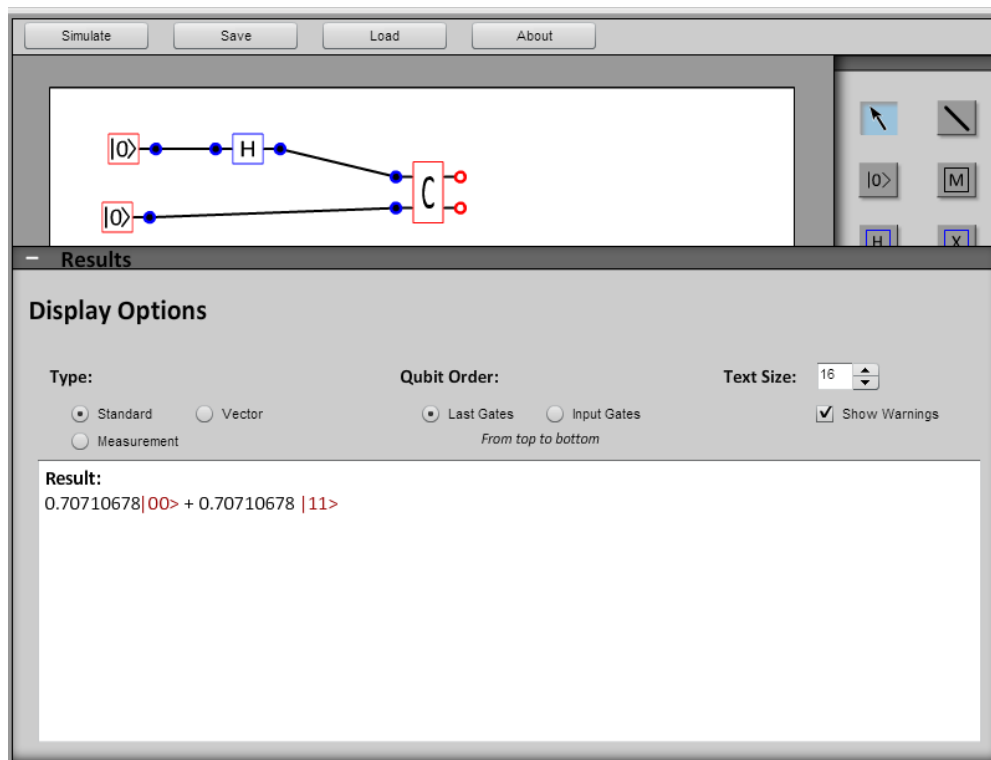 Simulate Save Load About
|0⟩ H
C
|0⟩
|0⟩ M
H X
− Results
Display Options
Type: Qubit Order: Text Size: 16
Standard Vector Last Gates Input Gates Show Warnings
Measurement From top to bottom
Result:
0.70710678|00> + 0.70710678 |11>